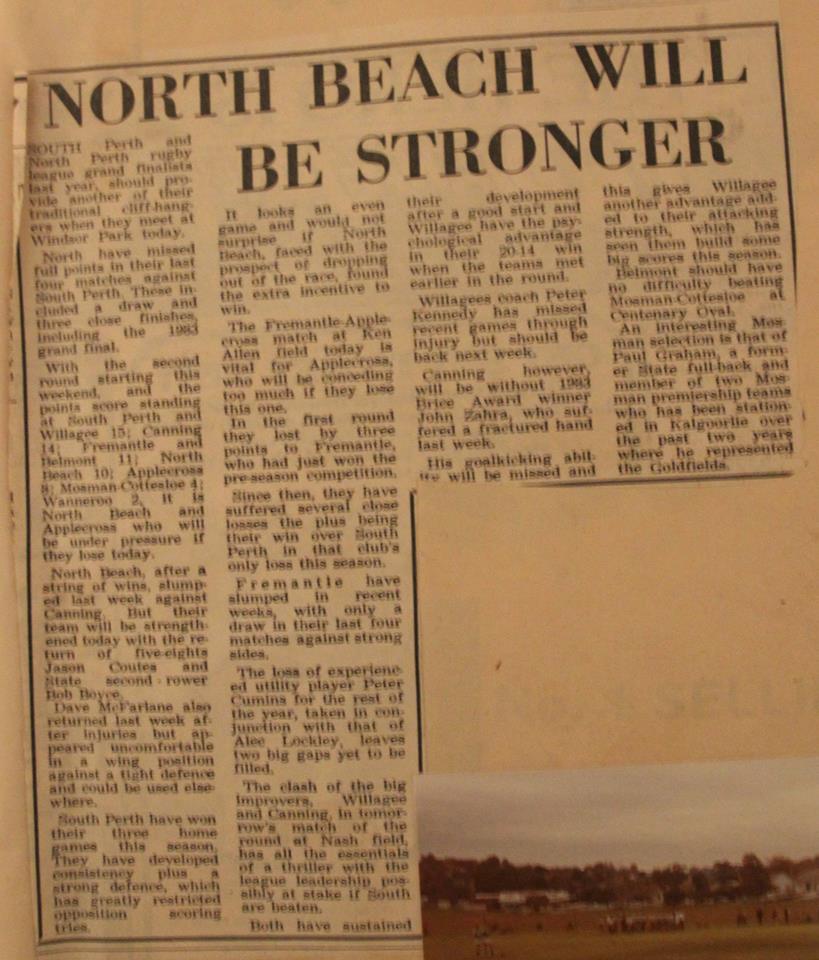 NORTH BEACH WILL
BE STRONGER
SOUTH Perth and
North Perth rugby
league grand finalists
last year, should pro-
vide another of their
traditional cliff-hang-
ers when they meet at
Windsor Park today.
North have missed
full points in their last
four matches against
South Perth. These in-
cluded a draw and
three close finishes,
including the 1983
grand final.
With the second
round starting this
weekend, and the
points score standing
at South Perth and
Willagee 15; Canning
14; Fremantle and
Belmont 11; North
Beach 10; Applecross
8; Mosman-Cottesloe 4;
Wanneroo 2, it is
North Beach and
Applecross who will
be under pressure if
they lose today.
North Beach, after a
string of wins, slump-
ed last week against
Canning. But their
team will be strength-
ened today with the re-
turn of five-eights
Jason Coutes and
State second - rower
Bob Boyce.
Dave McFarlane also
returned last week af-
ter injuries but ap-
peared uncomfortable
in a wing position
against a tight defence
and could be used else-
where.
South Perth have won
their three home
games this season.
They have developed
consistency plus a
strong defence, which
has greatly restricted
opposition scoring
tries.
It looks an even
game and would not
surprise if North
Beach, faced with the
prospect of dropping
out of the race, found
the extra incentive to
win.
The Fremantle-Apple-
cross match at Ken
Allen field today is
vital for Applecross,
who will be conceding
too much if they lose
this one.
In the first round
they lost by three
points to Fremantle,
who had just won the
pre-season competition.
Since then, they have
suffered several close
losses the plus being
their win over South
Perth in that club's
only loss this season.
Fremantle have
slumped in recent
weeks, with only a
draw in their last four
matches against strong
sides.
The loss of experienc-
ed utility player Peter
Cumins for the rest of
the year, taken in con-
junction with that of
Alec Lockley, leaves
two big gaps yet to be
filled.
The clash of the big
improvers, Willagee
and Canning, in tomor-
row's match of the
round at Nash field,
has all the essentials
of a thriller with the
league leadership pos-
sibly at stake if South
are beaten.
Both have sustained
their development
after a good start and
Willagee have the psy-
chological advantage
in their 20-14 win
when the teams met
earlier in the round.
Willagees coach Peter
Kennedy has missed
recent games through
injury but should be
back next week.
Canning however,
will be without 1983
Brice Award winner
John Zahra, who suf-
fered a fractured hand
last week.
His goalkicking abil-
ity will be missed and
this gives Willagee
another advantage add-
ed to their attacking
strength, which has
seen them build some
big scores this season.
Belmont should have
no difficulty beating
Mosman-Cottesloe at
Centenary Oval.
An interesting Mos-
man selection is that of
Paul Graham, a form-
er State full-back and
member of two Mos-
man premiership teams
who has been station-
ed in Kalgoorlie over
the past two years
where he represented
the Goldfields.